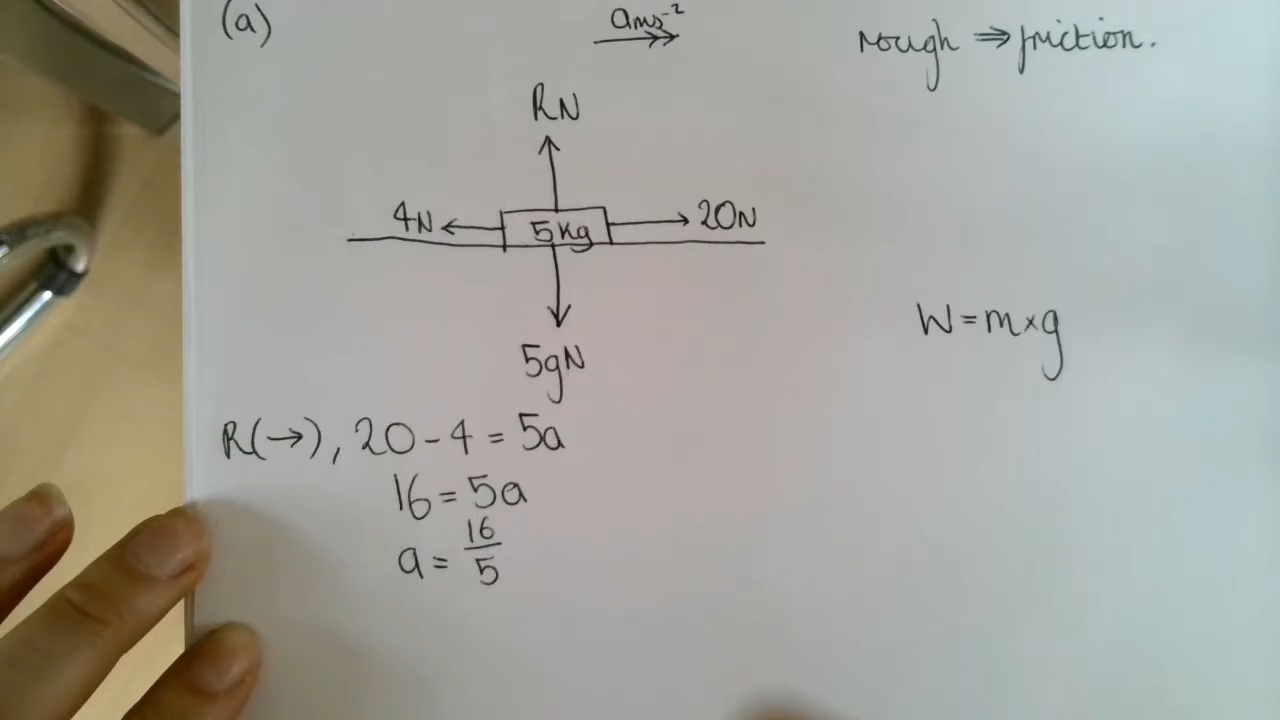 (a)
ams⁻²
rough ⇒ friction.
RN
4N
5kg
20N
W = m × g
5gN
R(→), 20 - 4 = 5a
16 = 5a
a = 16/5